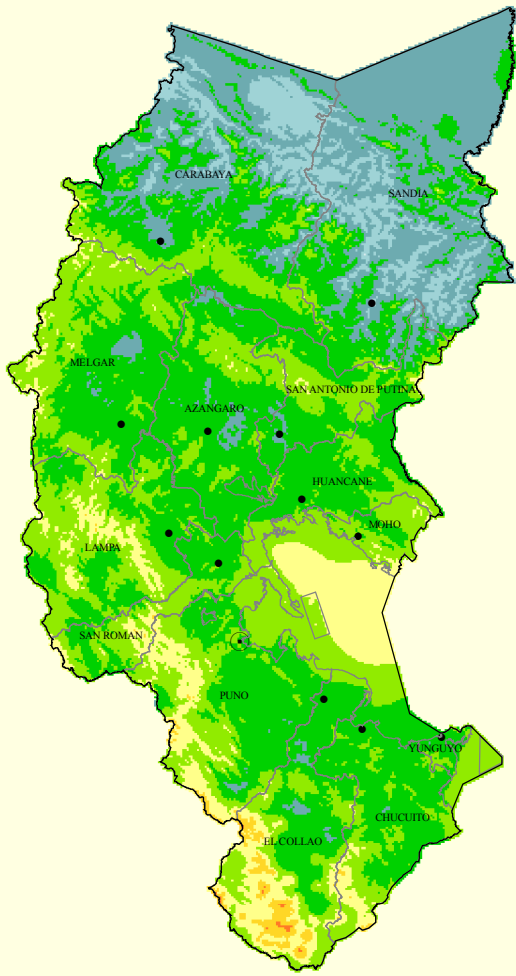 CARABAYA
SANDIA
MELGAR
SAN ANTONIO DE PUTINA
AZANGARO
HUANCANE
MOHO
LAMPA
SAN ROMAN
PUNO
YUNGUYO
CHUCUITO
EL COLLAO